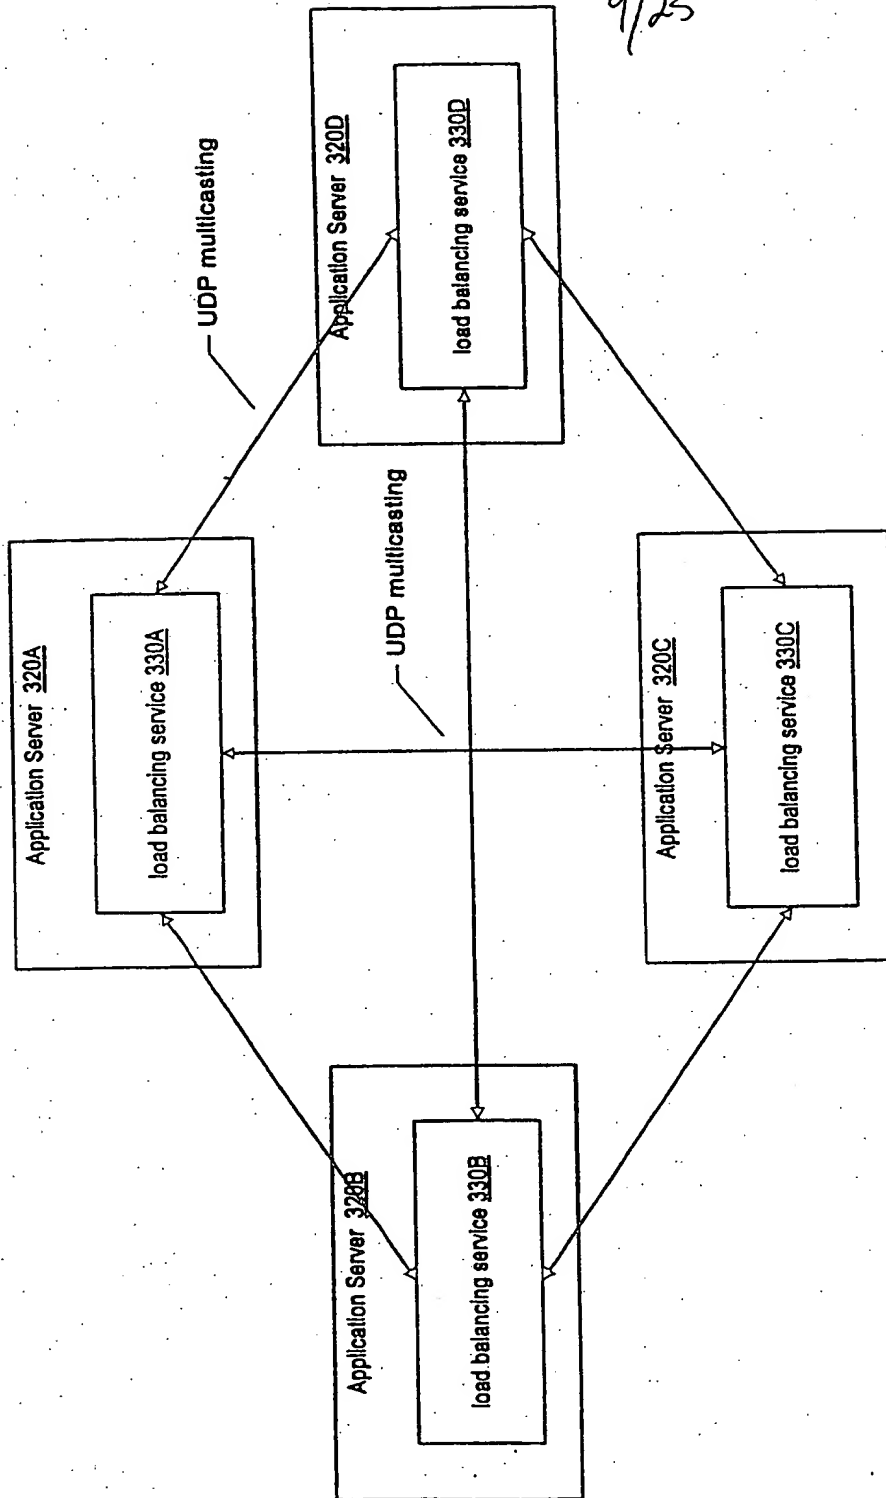 9/25
UDP multicasting
Application Server 320A
load balancing service 330A
UDP multicasting
Application Server 320B
load balancing service 330B
Application Server 320D
load balancing service 330D
Application Server 320C
load balancing service 330C